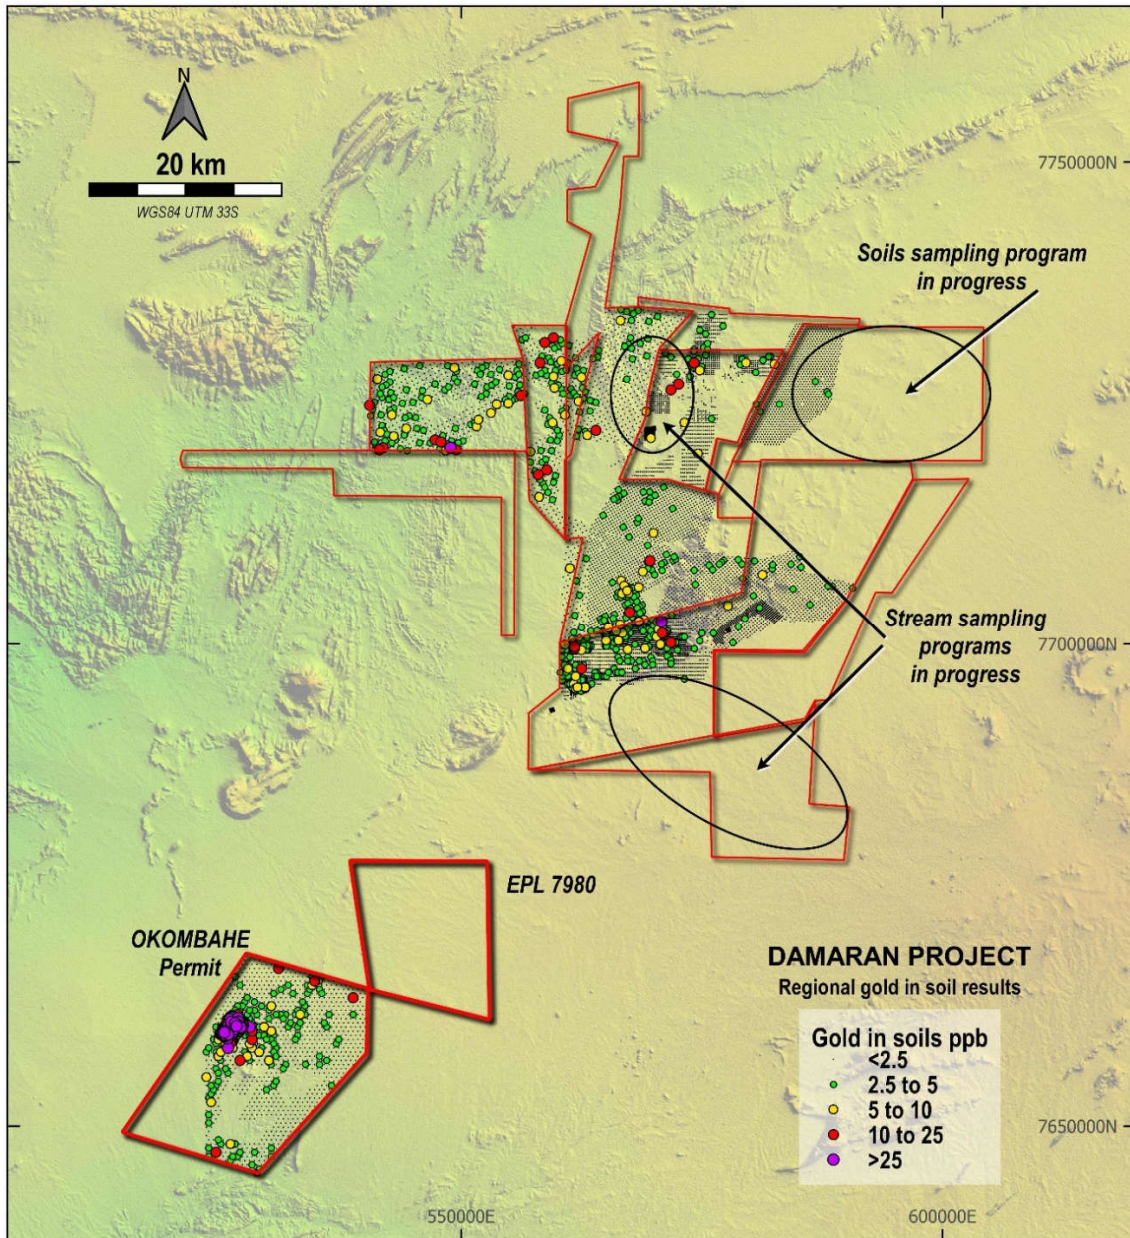 N
20 km
WGS84 UTM 33S
7750000N
Soils sampling program
in progress
Stream sampling
programs
in progress
7700000N
EPL 7980
OKOMBAHE
Permit
DAMARAN PROJECT
Regional gold in soil results
Gold in soils ppb
<2.5
2.5 to 5
5 to 10
10 to 25
>25
7650000N
550000E
600000E